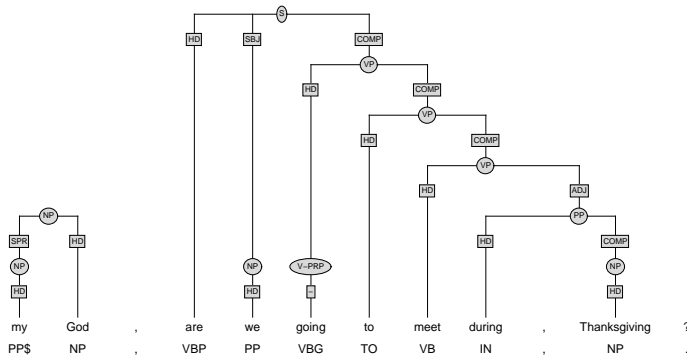 S
HD SBJ COMP
VP
HD COMP
VP
HD COMP
VP
HD ADJ
NP PP
SPR HD HD COMP
NP NP V-PRP NP
HD HD - HD
my God , are we going to meet during , Thanksgiving ?
PP$ NP , VBP PP VBG TO VB IN , NP .